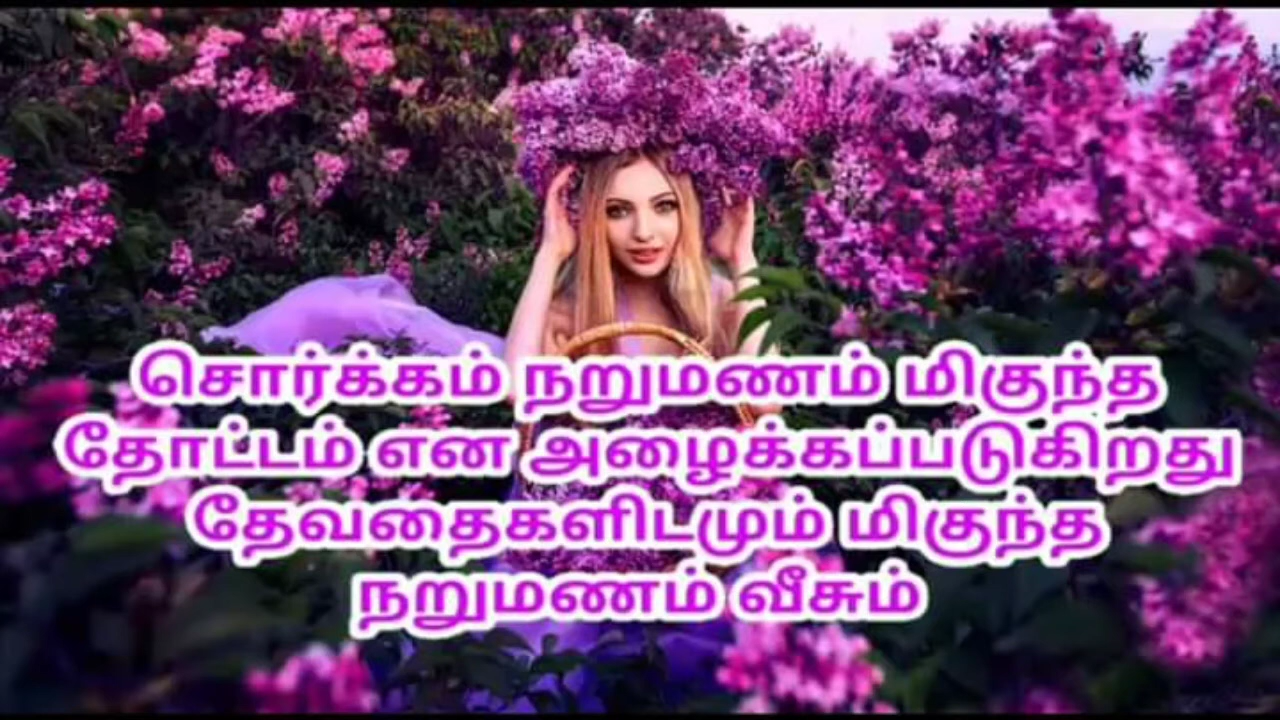 சொர்க்கம் நறுமணம் மிகுந்த
தோட்டம் என அழைக்கப்படுகிறது
தேவதைகளிடமும் மிகுந்த
நறுமணம் வீசும்